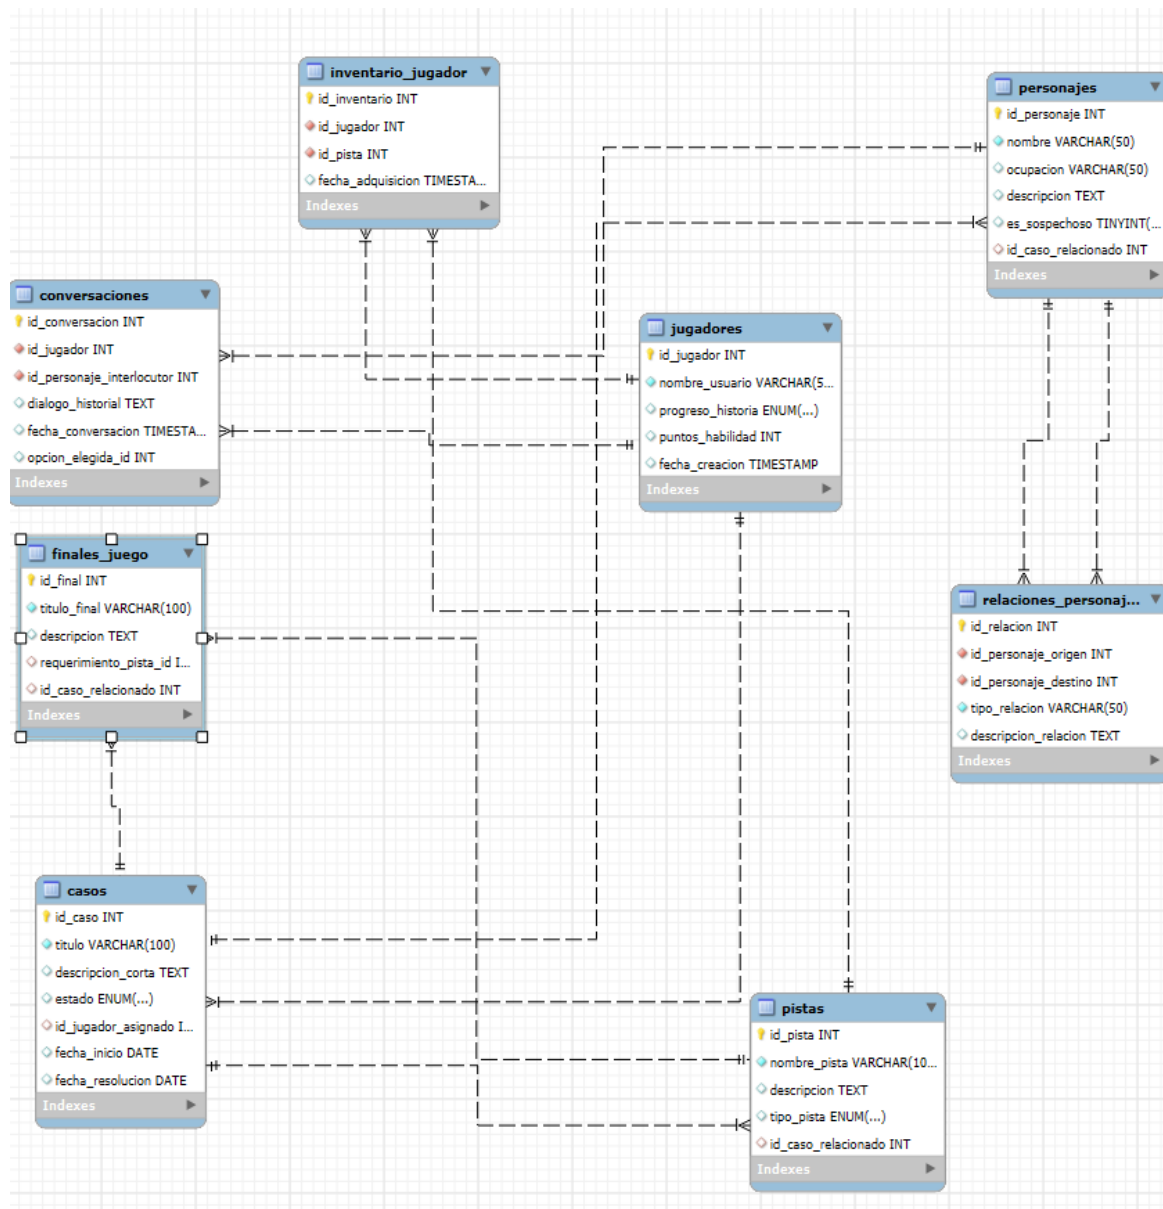 inventario_jugador
id_inventario INT
id_jugador INT
id_pista INT
fecha_adquisicion TIMESTA...
Indexes
personajes
id_personaje INT
nombre VARCHAR(50)
ocupacion VARCHAR(50)
descripcion TEXT
es_sospechoso TINYINT(...
id_caso_relacionado INT
Indexes
conversaciones
id_conversacion INT
id_jugador INT
id_personaje_interlocutor INT
dialogo_historial TEXT
fecha_conversacion TIMESTA...
opcion_elegida_id INT
Indexes
jugadores
id_jugador INT
nombre_usuario VARCHAR(5...
progreso_historia ENUM(...)
puntos_habilidad INT
fecha_creacion TIMESTAMP
Indexes
finales_juego
id_final INT
titulo_final VARCHAR(100)
descripcion TEXT
requerimiento_pista_id I...
id_caso_relacionado INT
Indexes
relaciones_personaj...
id_relacion INT
id_personaje_origen INT
id_personaje_destino INT
tipo_relacion VARCHAR(50)
descripcion_relacion TEXT
Indexes
casos
id_caso INT
titulo VARCHAR(100)
descripcion_corta TEXT
estado ENUM(...)
id_jugador_asignado I...
fecha_inicio DATE
fecha_resolucion DATE
Indexes
pistas
id_pista INT
nombre_pista VARCHAR(10...
descripcion TEXT
tipo_pista ENUM(...)
id_caso_relacionado INT
Indexes